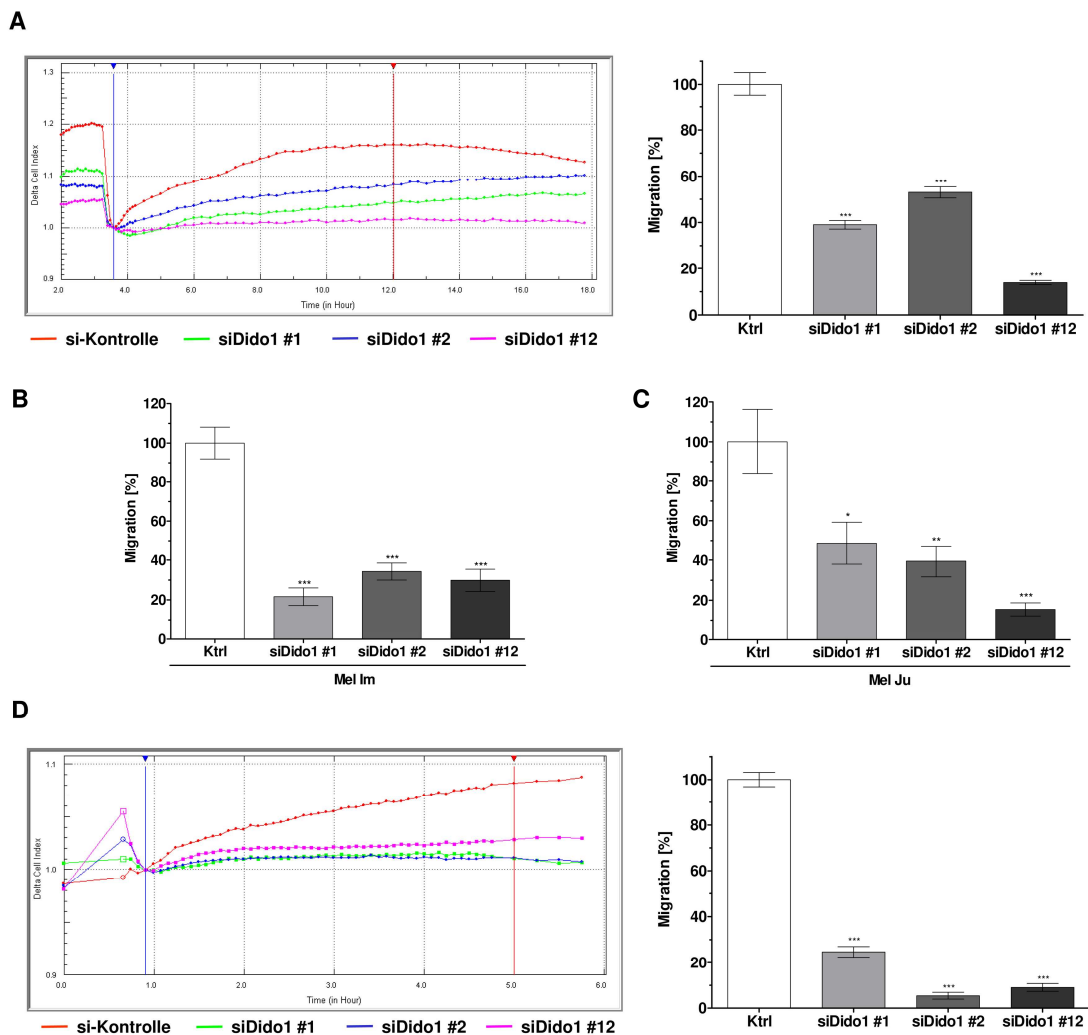 A
1.3
1.2
1.1
1.0
0.9
Delta Cell Index
2.0 4.0 6.0 8.0 10.0 12.0 14.0 16.0 18.0
Time (in Hour)
si-Kontrolle siDido1 #1 siDido1 #2 siDido1 #12
Migration [%]
100
80
60
40
20
0
***
***
***
Ktrl siDido1 #1 siDido1 #2 siDido1 #12
B
Migration [%]
120
100
80
60
40
20
0
***
***
***
Ktrl siDido1 #1 siDido1 #2 siDido1 #12
Mel Im
C
Migration [%]
120
100
80
60
40
20
0
*
**
***
Ktrl siDido1 #1 siDido1 #2 siDido1 #12
Mel Ju
D
1.1
1.0
0.9
Delta Cell Index
0.0 1.0 2.0 3.0 4.0 5.0 6.0
Time (in Hour)
si-Kontrolle siDido1 #1 siDido1 #2 siDido1 #12
Migration [%]
100
80
60
40
20
10
0
***
***
***
Ktrl siDido1 #1 siDido1 #2 siDido1 #12